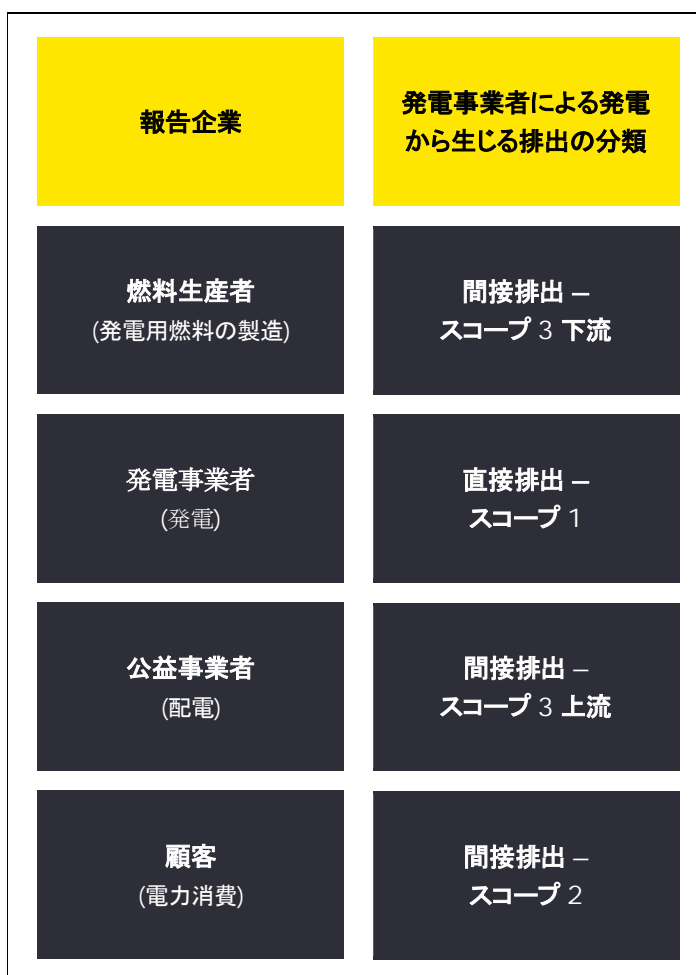 報告企業
発電事業者による発電
から生じる排出の分類
燃料生産者
(発電用燃料の製造)
間接排出 –
スコープ 3 下流
発電事業者
(発電)
直接排出 –
スコープ 1
公益事業者
(配電)
間接排出 –
スコープ 3 上流
顧客
(電力消費)
間接排出 –
スコープ 2